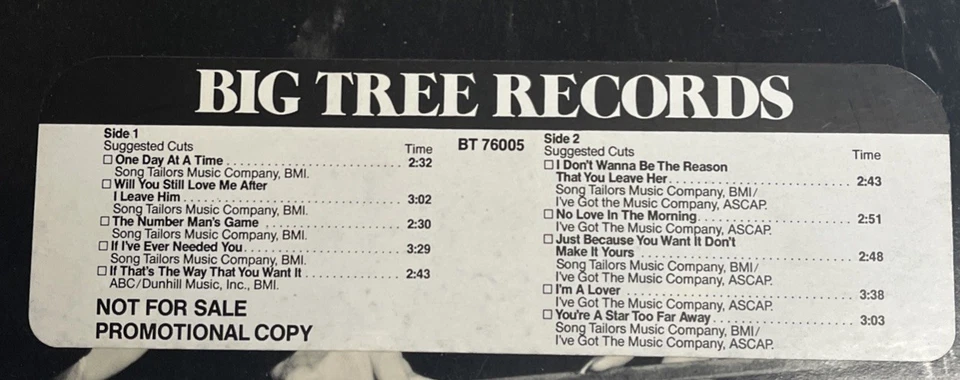 BIG TREE RECORDS
Side 1
Suggested Cuts Time
☐ One Day At A Time 2:32
Song Tailors Music Company, BMI.
☐ Will You Still Love Me After
I Leave Him 3:02
Song Tailors Music Company, BMI.
☐ The Number Man's Game 2:30
Song Tailors Music Company, BMI.
☐ If I've Ever Needed You 3:29
Song Tailors Music Company, BMI.
☐ If That's The Way That You Want It 2:43
ABC/Dunhill Music, Inc., BMI.
NOT FOR SALE
PROMOTIONAL COPY
BT 76005
Side 2
Suggested Cuts Time
☐ I Don't Wanna Be The Reason
That You Leave Her 2:43
Song Tailors Music Company, BMI/
I've Got the Music Company, ASCAP.
☐ No Love In The Morning 2:51
I've Got The Music Company, ASCAP.
☐ Just Because You Want It Don't
Make It Yours 2:48
Song Tailors Music Company, BMI/
I've Got The Music Company, ASCAP.
☐ I'm A Lover 3:38
I've Got The Music Company, ASCAP.
☐ You're A Star Too Far Away 3:03
Song Tailors Music Company, BMI/
I've Got The Music Company, ASCAP.